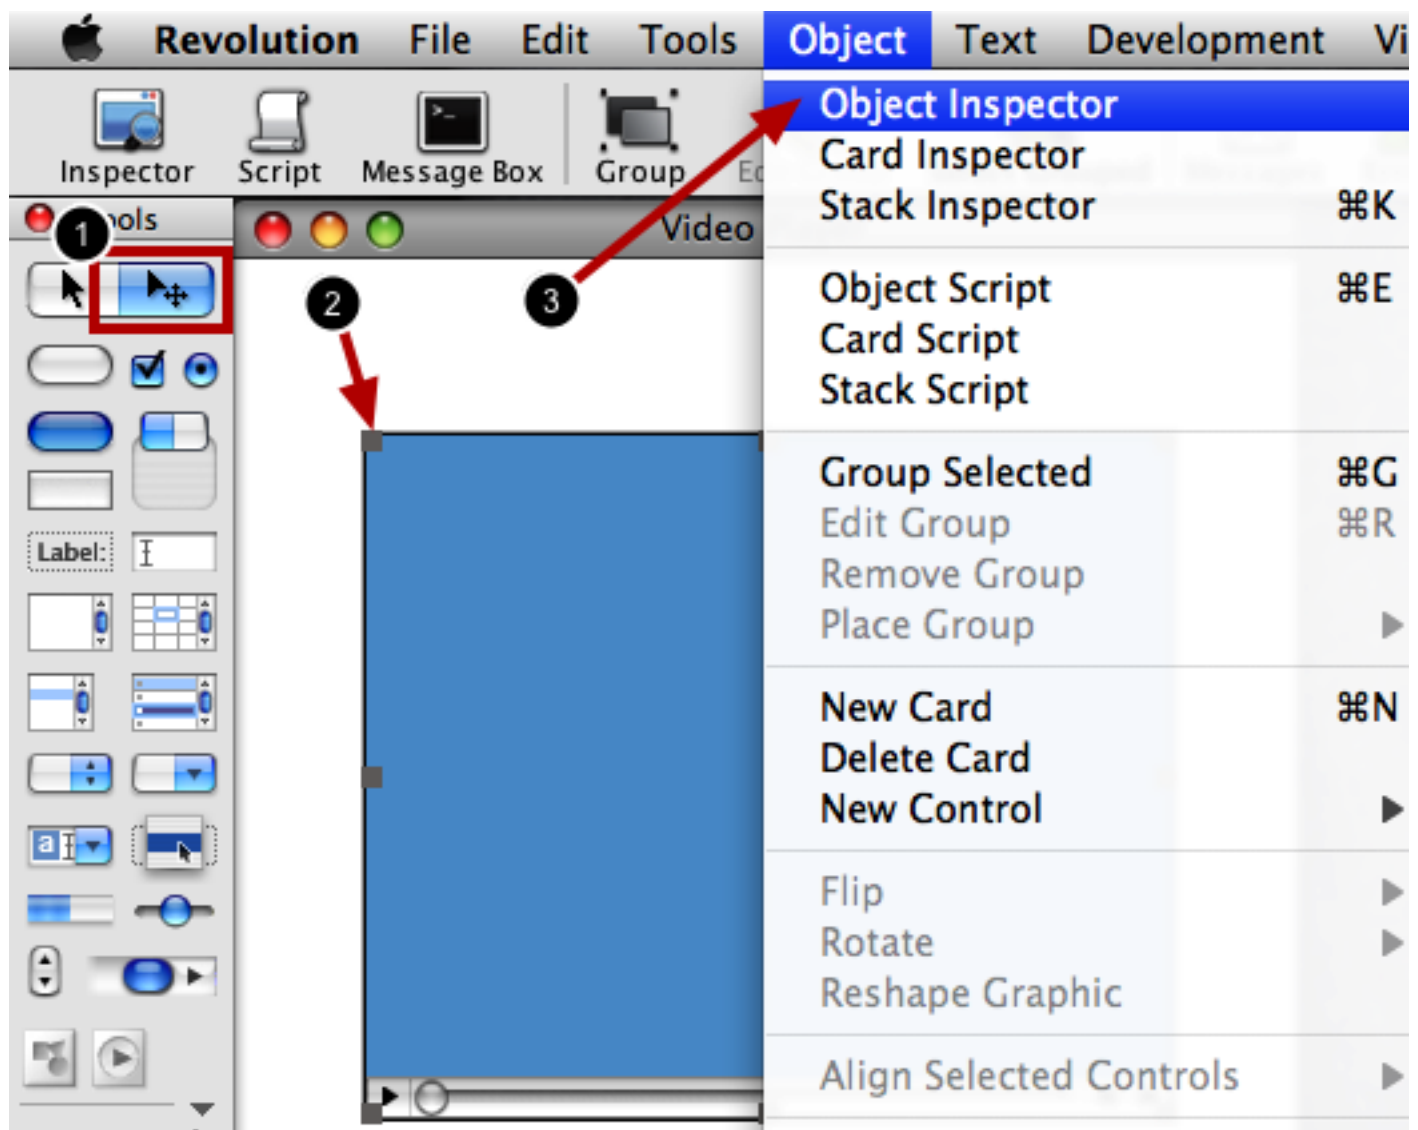 Revolution File Edit Tools Object Text Development Vi
Inspector Script Message Box Group
1
ools
Video
2
3
Label:
a
Object Inspector
Card Inspector
Stack Inspector ⌘K
Object Script ⌘E
Card Script
Stack Script
Group Selected ⌘G
Edit Group ⌘R
Remove Group
Place Group
New Card ⌘N
Delete Card
New Control
Flip
Rotate
Reshape Graphic
Align Selected Controls